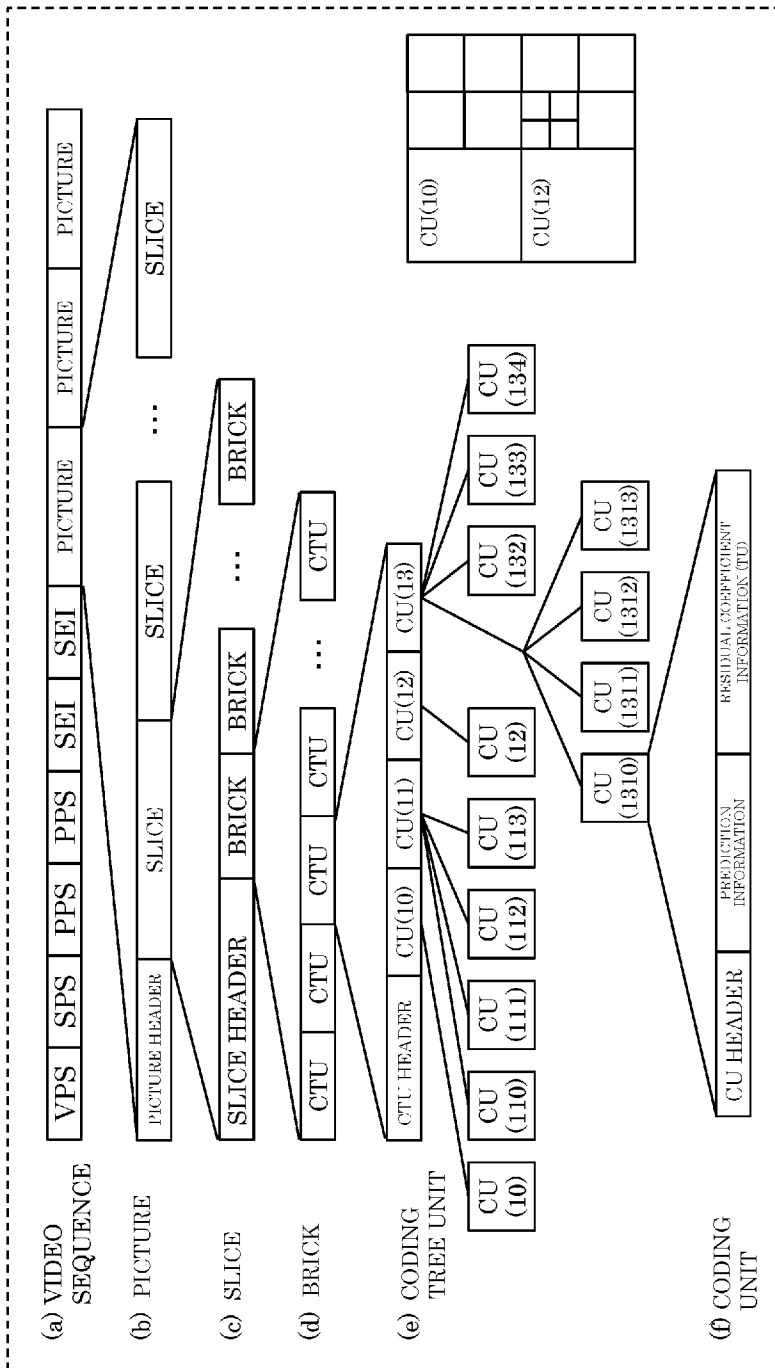 (a) VIDEO
SEQUENCE
VPS SPS PPS PPS SEI SEI PICTURE PICTURE PICTURE
(b) PICTURE
PICTURE HEADER SLICE SLICE ... SLICE
(c) SLICE
SLICE HEADER BRICK BRICK ... BRICK
(d) BRICK
CTU CTU CTU CTU ... CTU
(e) CODING
TREE UNIT
CTU HEADER CU(10) CU(11) CU(12) CU(13)
CU
(10)
CU
(110)
CU
(111)
CU
(112)
CU
(113)
CU
(12)
CU
(132)
CU
(133)
CU
(134)
CU
(1310)
CU
(1311)
CU
(1312)
CU
(1313)
CU(10)
CU(12)
(f) CODING
UNIT
CU HEADER
PREDICTION
INFORMATION
RESIDUAL COEFFICIENT
INFORMATION (TU)